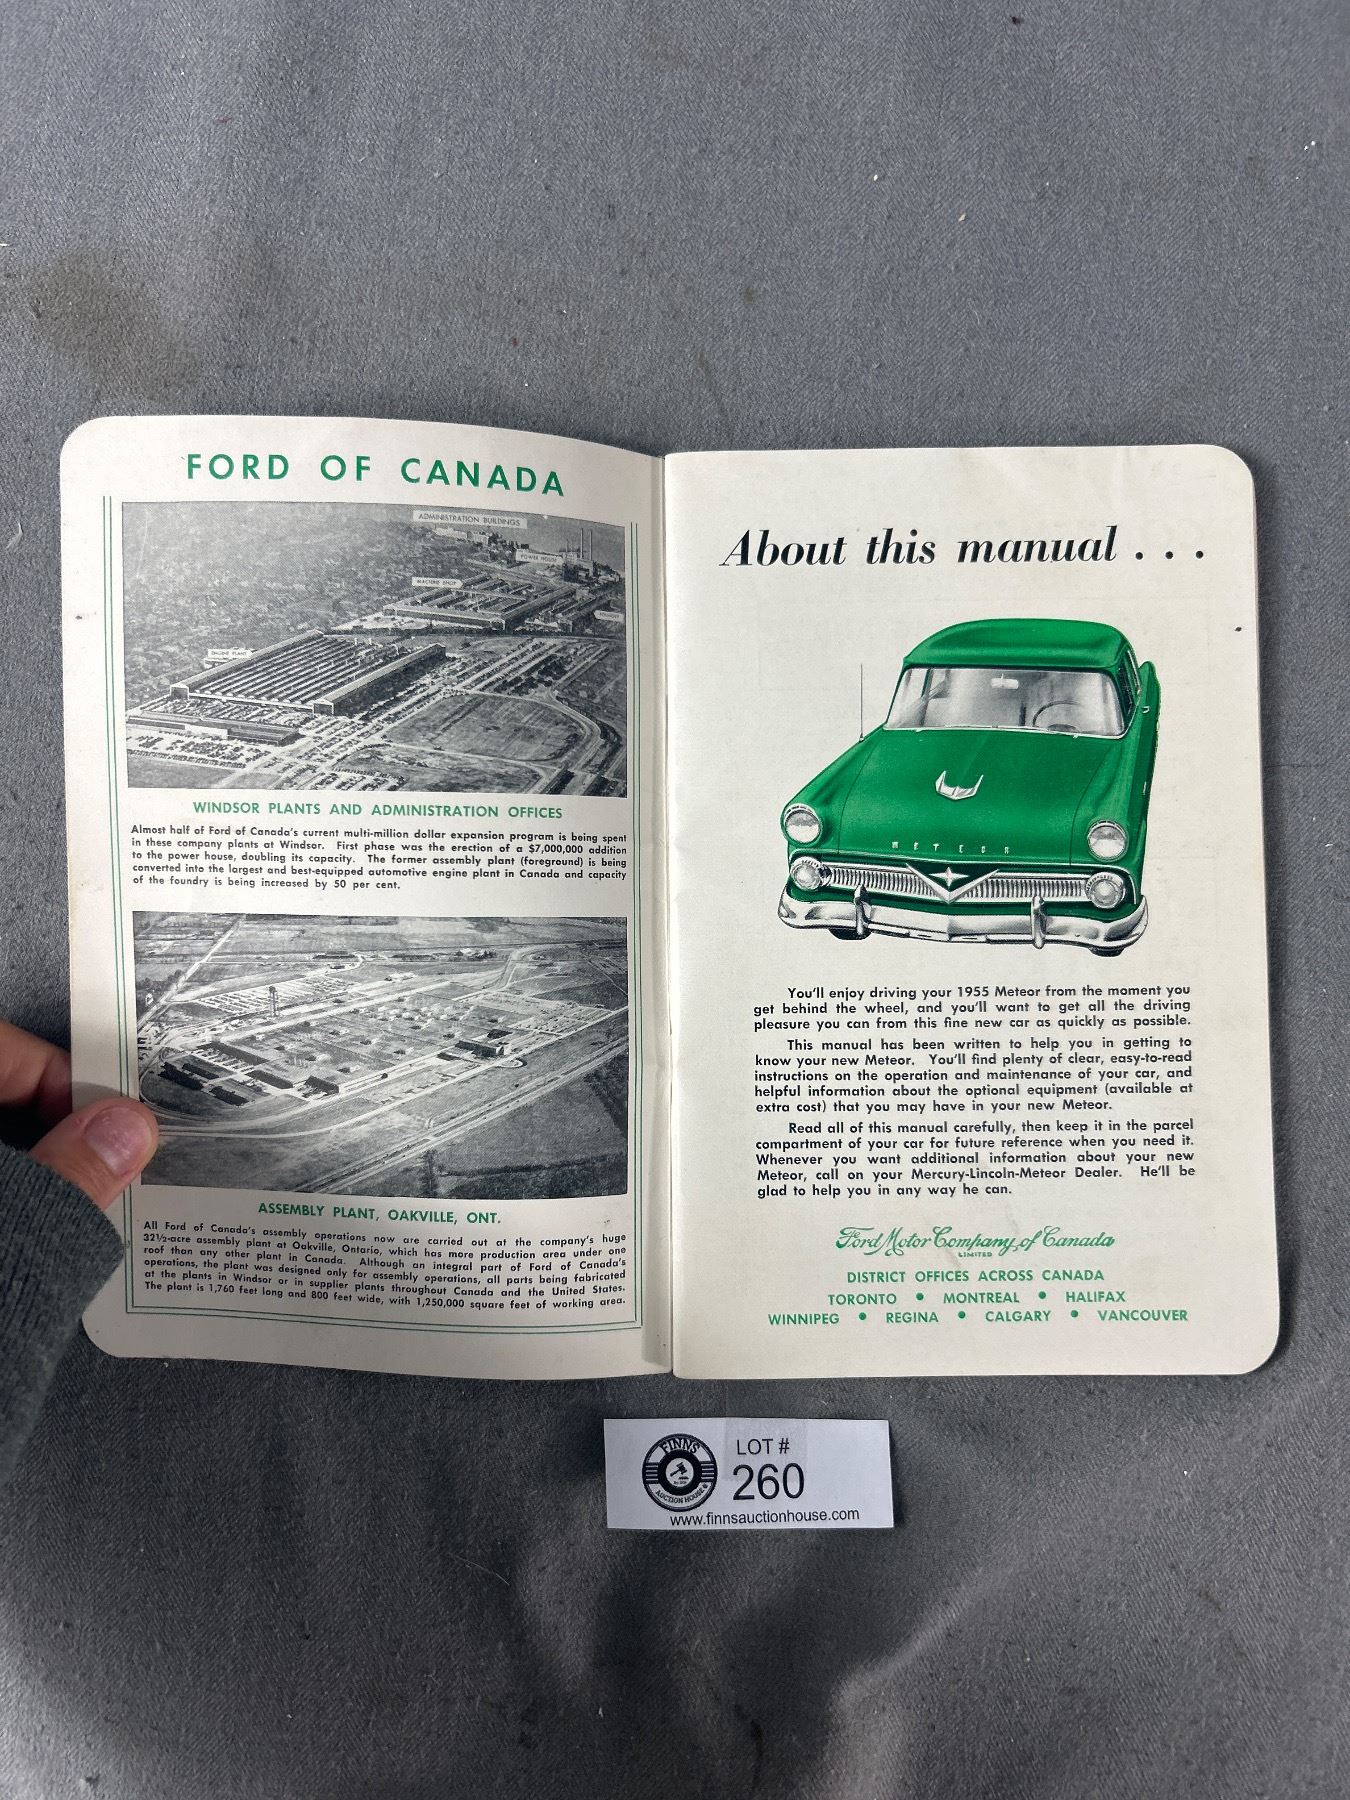 FORD OF CANADA
ADMINISTRATION BUILDINGS
POWER HOUSE
MACHINE SHOP
ENGINE PLANT
WINDSOR PLANTS AND ADMINISTRATION OFFICES
Almost half of Ford of Canada's current multi-million dollar expansion program is being spent
in these company plants at Windsor. First phase was the erection of a $7,000,000 addition
to the power house, doubling its capacity. The former assembly plant (foreground) is being
converted into the largest and best-equipped automotive engine plant in Canada and capacity
of the foundry is being increased by 50 per cent.
ASSEMBLY PLANT, OAKVILLE, ONT.
All Ford of Canada's assembly operations now are carried out at the company's huge
32½-acre assembly plant at Oakville, Ontario, which has more production area under one
roof than any other plant in Canada. Although an integral part of Ford of Canada's
operations, the plant was designed only for assembly operations, all parts being fabricated
at the plants in Windsor or in supplier plants throughout Canada and the United States.
The plant is 1,760 feet long and 800 feet wide, with 1,250,000 square feet of working area.
About this manual . . .
METEOR
You'll enjoy driving your 1955 Meteor from the moment you
get behind the wheel, and you'll want to get all the driving
pleasure you can from this fine new car as quickly as possible.
This manual has been written to help you in getting to
know your new Meteor. You'll find plenty of clear, easy-to-read
instructions on the operation and maintenance of your car, and
helpful information about the optional equipment (available at
extra cost) that you may have in your new Meteor.
Read all of this manual carefully, then keep it in the parcel
compartment of your car for future reference when you need it.
Whenever you want additional information about your new
Meteor, call on your Mercury-Lincoln-Meteor Dealer. He'll be
glad to help you in any way he can.
Ford Motor Company of Canada
LIMITED
DISTRICT OFFICES ACROSS CANADA
TORONTO • MONTREAL • HALIFAX
WINNIPEG • REGINA • CALGARY • VANCOUVER
FINNS
AUCTION HOUSE
LOT #
260
www.finnsauctionhouse.com